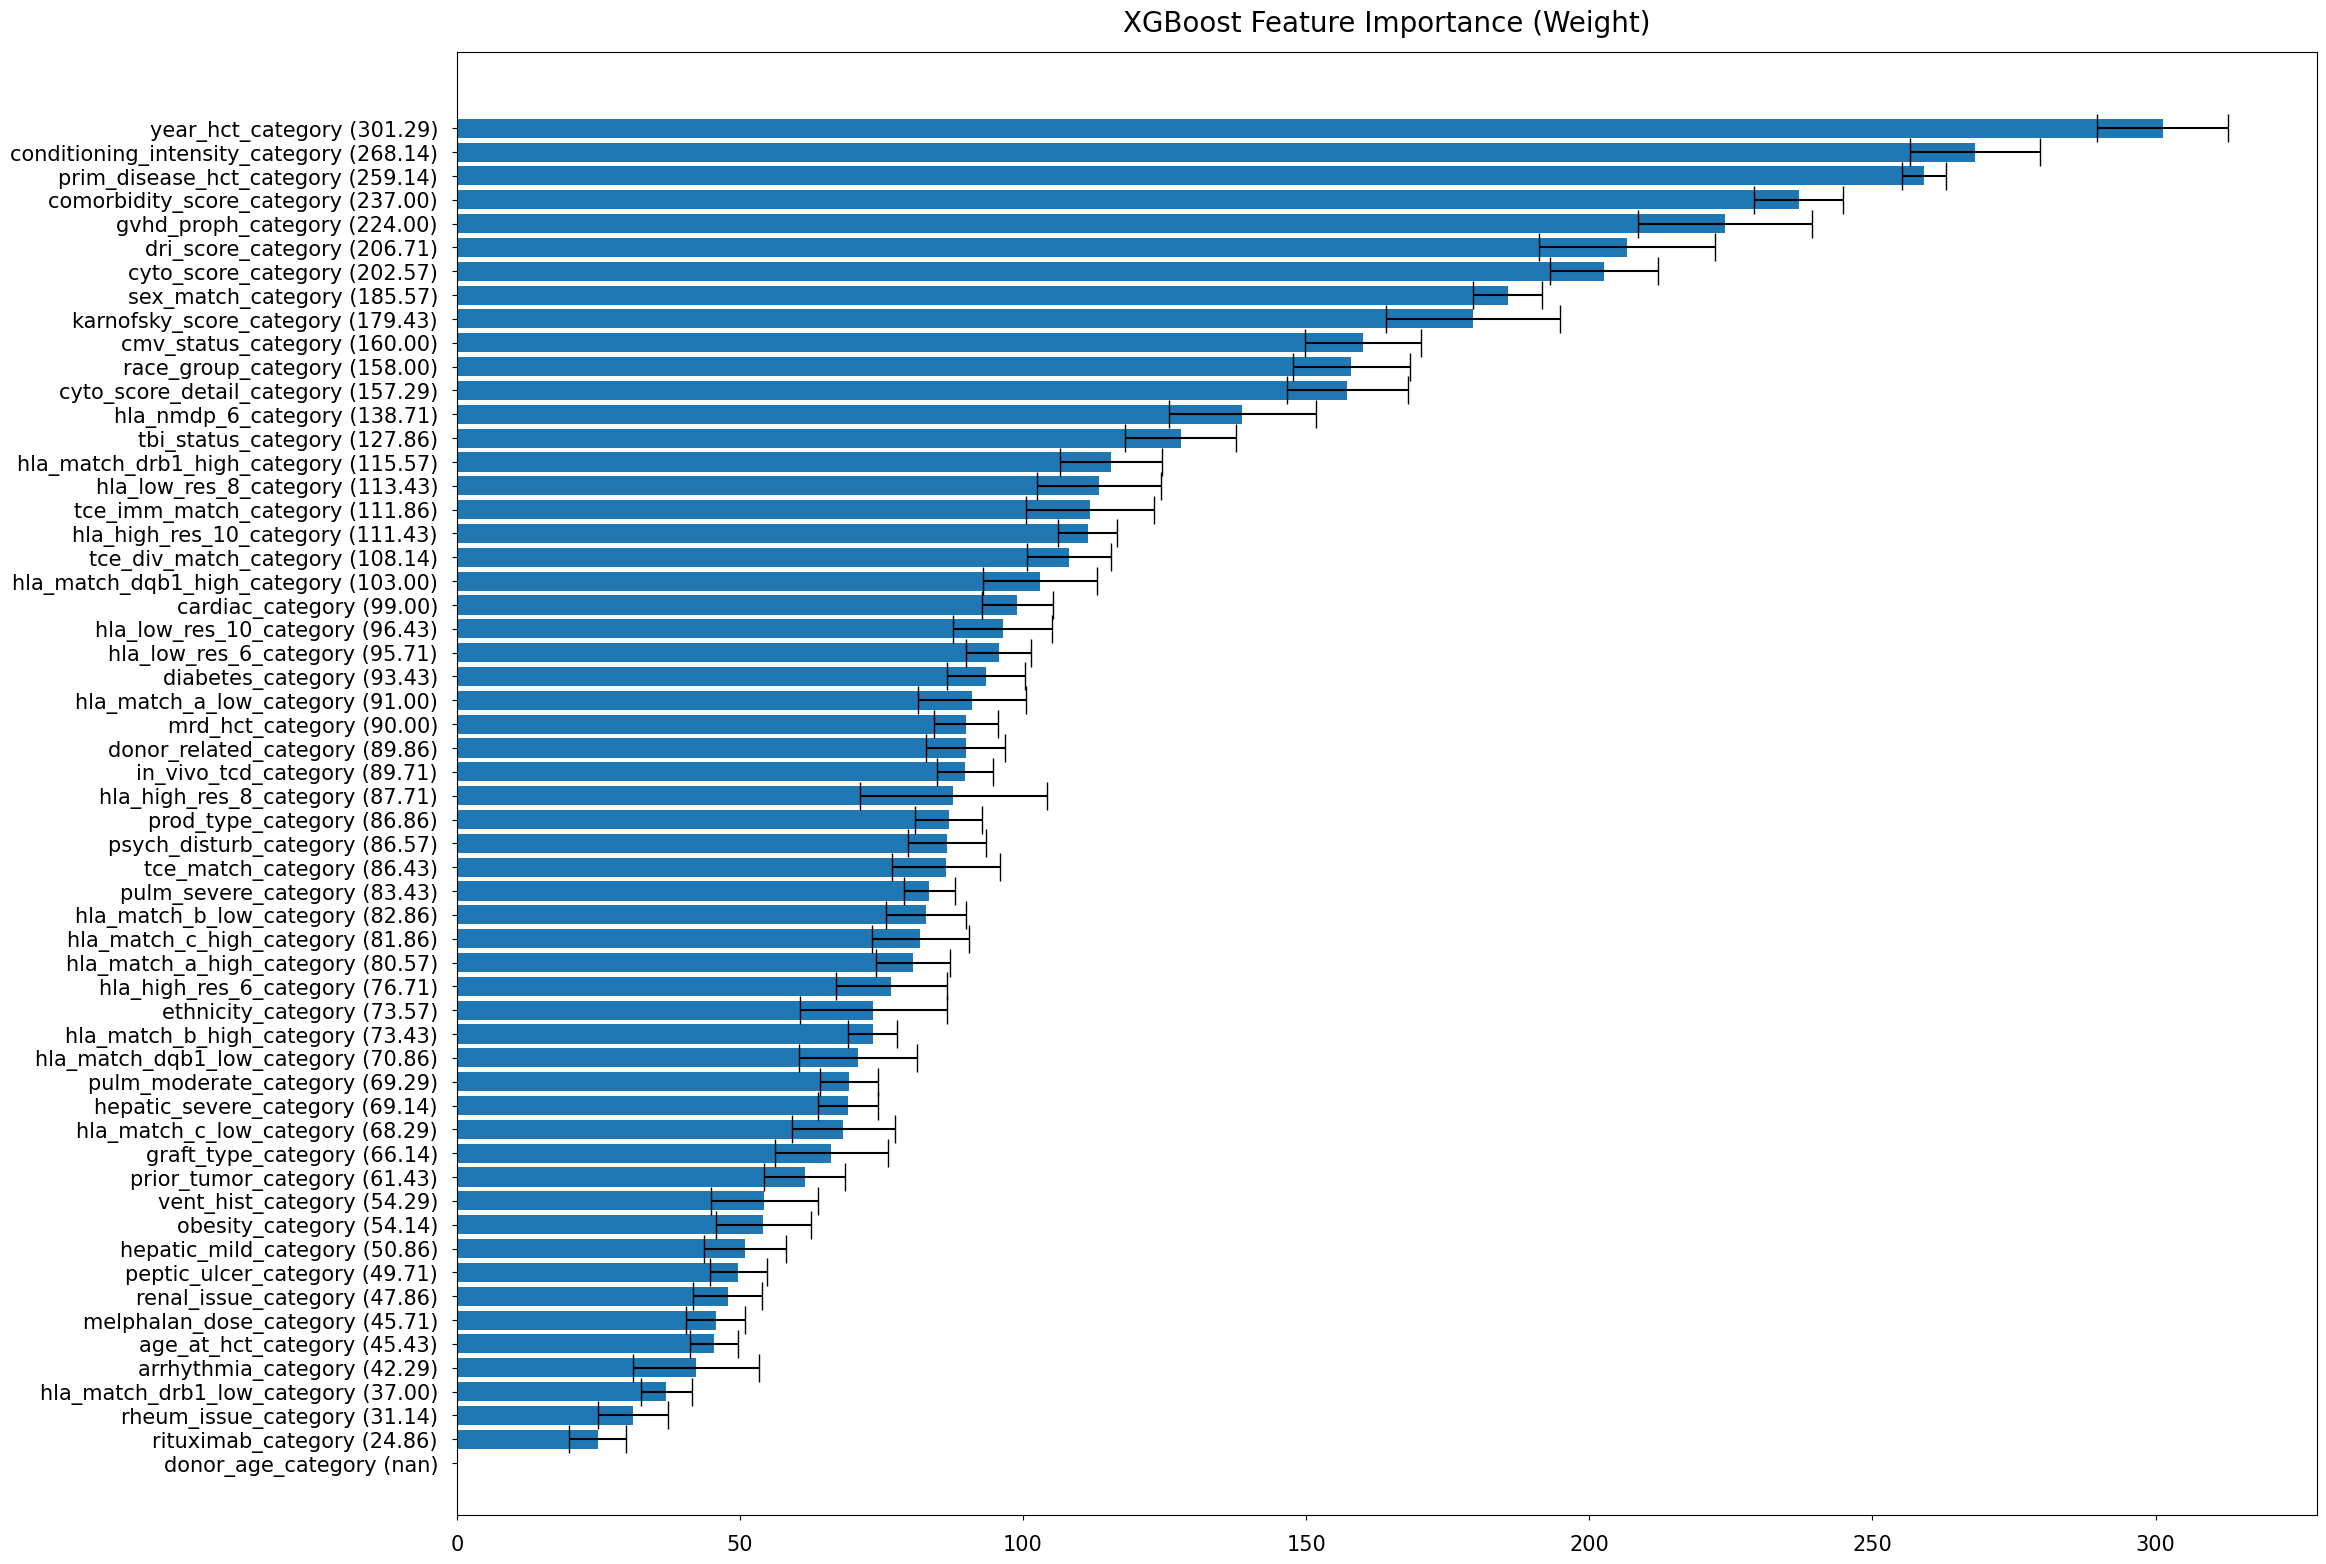 XGBoost Feature Importance (Weight)
year_hct_category (301.29)
conditioning_intensity_category (268.14)
prim_disease_hct_category (259.14)
comorbidity_score_category (237.00)
gvhd_proph_category (224.00)
dri_score_category (206.71)
cyto_score_category (202.57)
sex_match_category (185.57)
karnofsky_score_category (179.43)
cmv_status_category (160.00)
race_group_category (158.00)
cyto_score_detail_category (157.29)
hla_nmdp_6_category (138.71)
tbi_status_category (127.86)
hla_match_drb1_high_category (115.57)
hla_low_res_8_category (113.43)
tce_imm_match_category (111.86)
hla_high_res_10_category (111.43)
tce_div_match_category (108.14)
hla_match_dqb1_high_category (103.00)
cardiac_category (99.00)
hla_low_res_10_category (96.43)
hla_low_res_6_category (95.71)
diabetes_category (93.43)
hla_match_a_low_category (91.00)
mrd_hct_category (90.00)
donor_related_category (89.86)
in_vivo_tcd_category (89.71)
hla_high_res_8_category (87.71)
prod_type_category (86.86)
psych_disturb_category (86.57)
tce_match_category (86.43)
pulm_severe_category (83.43)
hla_match_b_low_category (82.86)
hla_match_c_high_category (81.86)
hla_match_a_high_category (80.57)
hla_high_res_6_category (76.71)
ethnicity_category (73.57)
hla_match_b_high_category (73.43)
hla_match_dqb1_low_category (70.86)
pulm_moderate_category (69.29)
hepatic_severe_category (69.14)
hla_match_c_low_category (68.29)
graft_type_category (66.14)
prior_tumor_category (61.43)
vent_hist_category (54.29)
obesity_category (54.14)
hepatic_mild_category (50.86)
peptic_ulcer_category (49.71)
renal_issue_category (47.86)
melphalan_dose_category (45.71)
age_at_hct_category (45.43)
arrhythmia_category (42.29)
hla_match_drb1_low_category (37.00)
rheum_issue_category (31.14)
rituximab_category (24.86)
donor_age_category (nan)
0 50 100 150 200 250 300